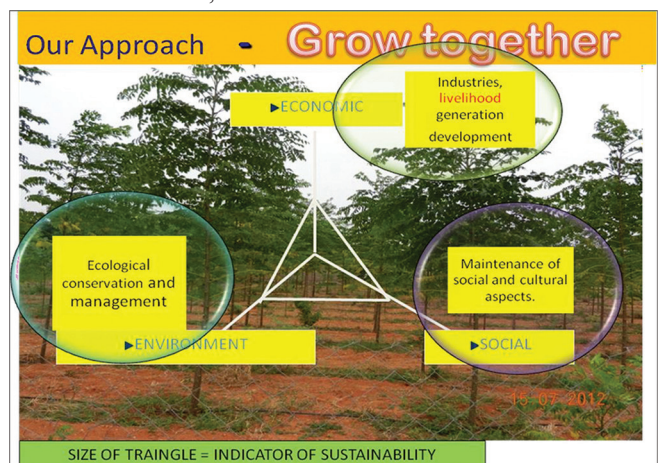 Our Approach - Grow together
▶ECONOMIC
Industries,
livelihood
generation
development
Ecological
conservation and
management
Maintenance of
social and cultural
aspects.
▶ENVIRONMENT
▶SOCIAL
15 07 2012
SIZE OF TRAINGLE = INDICATOR OF SUSTAINABILITY